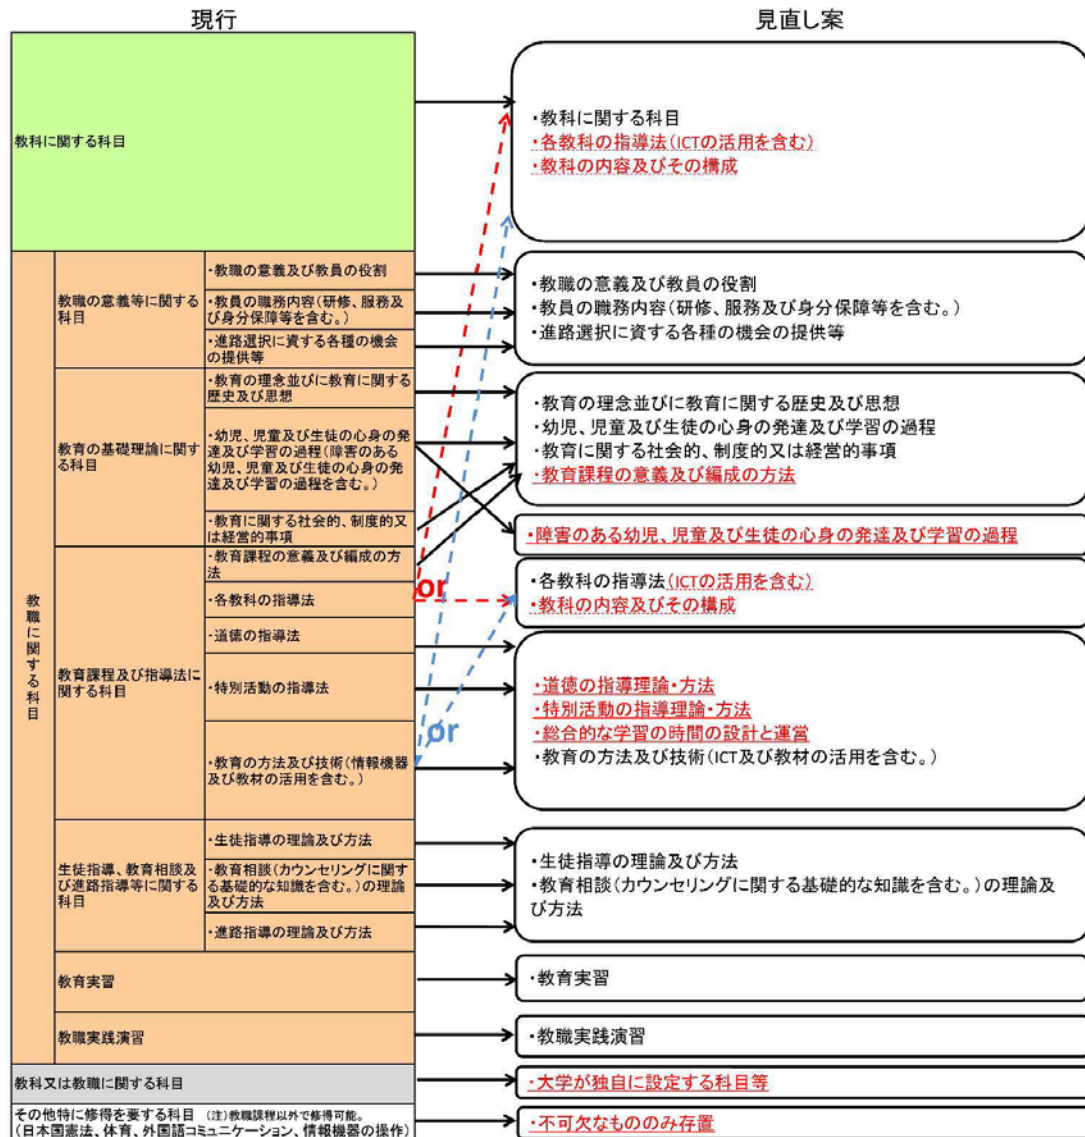 現行
見直し案
教科に関する科目
教職に関する科目
教職の意義等に関する
科目
・教職の意義及び教員の役割
・教員の職務内容(研修、服務及
び身分保障等を含む。)
・進路選択に資する各種の機会
の提供等
教育の基礎理論に関す
る科目
・教育の理念並びに教育に関する
歴史及び思想
・幼児、児童及び生徒の心身の発
達及び学習の過程(障害のある
幼児、児童及び生徒の心身の発
達及び学習の過程を含む。)
・教育に関する社会的、制度的又
は経営的事項
教育課程及び指導法に
関する科目
・教育課程の意義及び編成の方
法
・各教科の指導法
・道徳の指導法
・特別活動の指導法
・教育の方法及び技術(情報機器
及び教材の活用を含む。)
生徒指導、教育相談及
び進路指導等に関する
科目
・生徒指導の理論及び方法
・教育相談(カウンセリングに関す
る基礎的な知識を含む。)の理論
及び方法
・進路指導の理論及び方法
教育実習
教職実践演習
教科又は教職に関する科目
その他特に修得を要する科目 (注)教職課程以外で修得可能。
(日本国憲法、体育、外国語コミュニケーション、情報機器の操作)
or
or
・教科に関する科目
・各教科の指導法(ICTの活用を含む)
・教科の内容及びその構成
・教職の意義及び教員の役割
・教員の職務内容(研修、服務及び身分保障等を含む。)
・進路選択に資する各種の機会の提供等
・教育の理念並びに教育に関する歴史及び思想
・幼児、児童及び生徒の心身の発達及び学習の過程
・教育に関する社会的、制度的又は経営的事項
・教育課程の意義及び編成の方法
・障害のある幼児、児童及び生徒の心身の発達及び学習の過程
・各教科の指導法(ICTの活用を含む)
・教科の内容及びその構成
・道徳の指導理論・方法
・特別活動の指導理論・方法
・総合的な学習の時間の設計と運営
・教育の方法及び技術(ICT及び教材の活用を含む。)
・生徒指導の理論及び方法
・教育相談(カウンセリングに関する基礎的な知識を含む。)の理論及
び方法
・教育実習
・教職実践演習
・大学が独自に設定する科目等
・不可欠なもののみ存置